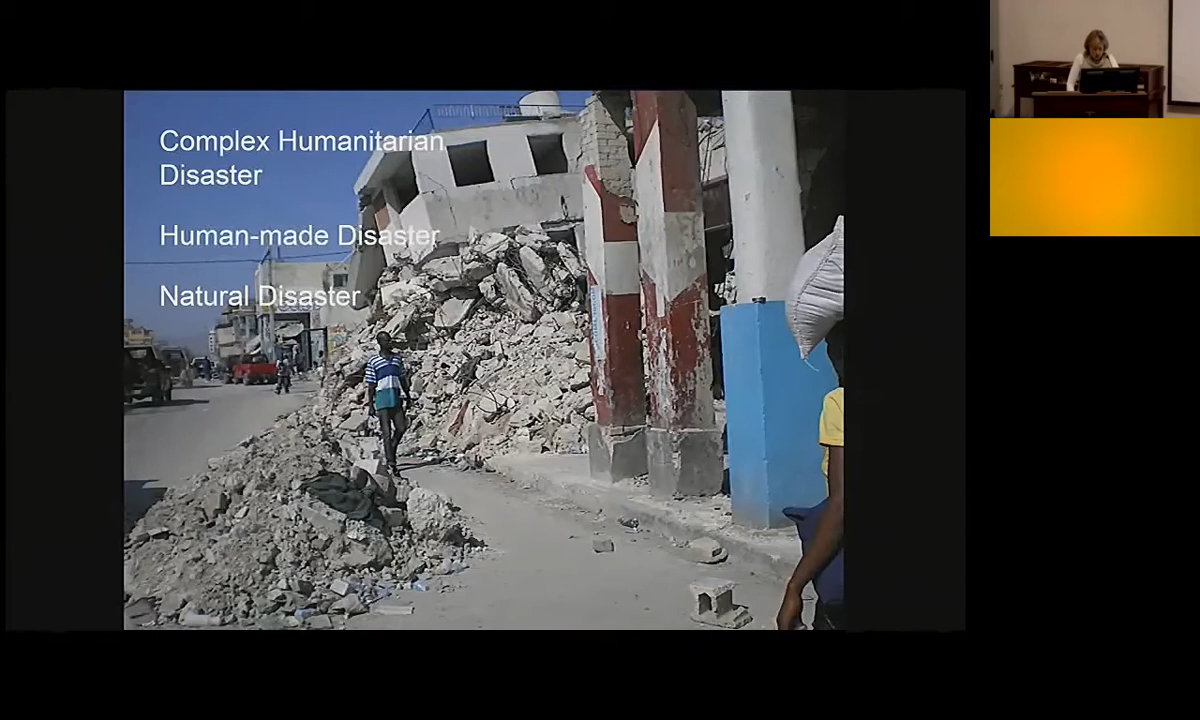 Complex Humanitarian
Disaster
Human-made Disaster
Natural Disaster